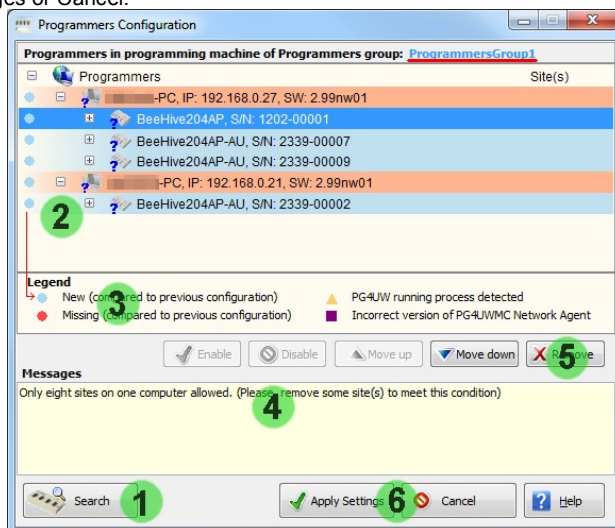 ges or Cancel.
Programmers Configuration
Programmers in programming machine of Programmers group: ProgrammersGroup1
Programmers Site(s)
-PC, IP: 192.168.0.27, SW: 2.99nw01
BeeHive204AP, S/N: 1202-00001
BeeHive204AP-AU, S/N: 2339-00007
BeeHive204AP-AU, S/N: 2339-00009
-PC, IP: 192.168.0.21, SW: 2.99nw01
BeeHive204AP-AU, S/N: 2339-00002
2
Legend
New (compared to previous configuration) PG4UW running process detected
3
Missing (compared to previous configuration) Incorrect version of PG4UWMC Network Agent
Enable Disable Move up Move down Remove
5
Messages
Only eight sites on one computer allowed. (Please, remove some site(s) to meet this condition)
4
Search 1 Apply Settings 6 Cancel Help